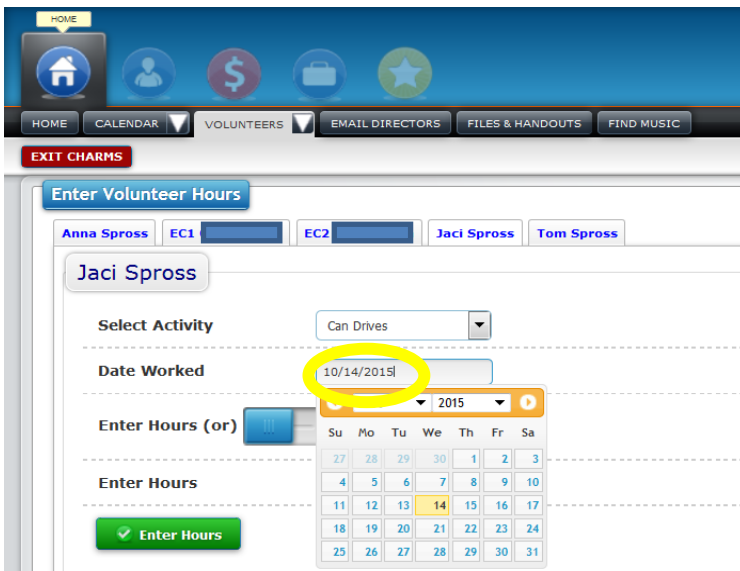 HOME
HOME CALENDAR VOLUNTEERS EMAIL DIRECTORS FILES & HANDOUTS FIND MUSIC
EXIT CHARMS
Enter Volunteer Hours
Anna Spross EC1 EC2 Jaci Spross Tom Spross
Jaci Spross
Select Activity Can Drives
Date Worked 10/14/2015
2015
Enter Hours (or)
Su Mo Tu We Th Fr Sa
27 28 29 30 1 2 3
Enter Hours
4 5 6 7 8 9 10
11 12 13 14 15 16 17
Enter Hours
18 19 20 21 22 23 24
25 26 27 28 29 30 31